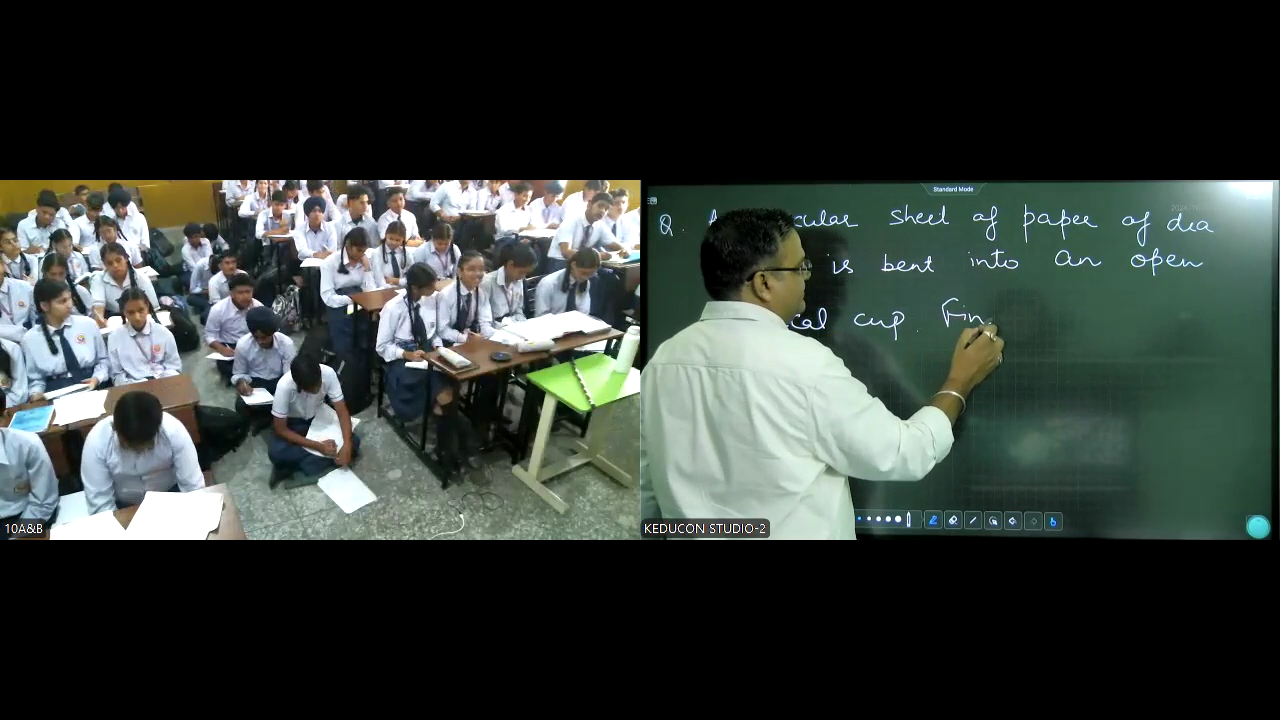 Standard Mode
Q. cular sheet of paper of dia
is bent into an open
cal cup. Fin
10A&B
KEDUCON STUDIO-2